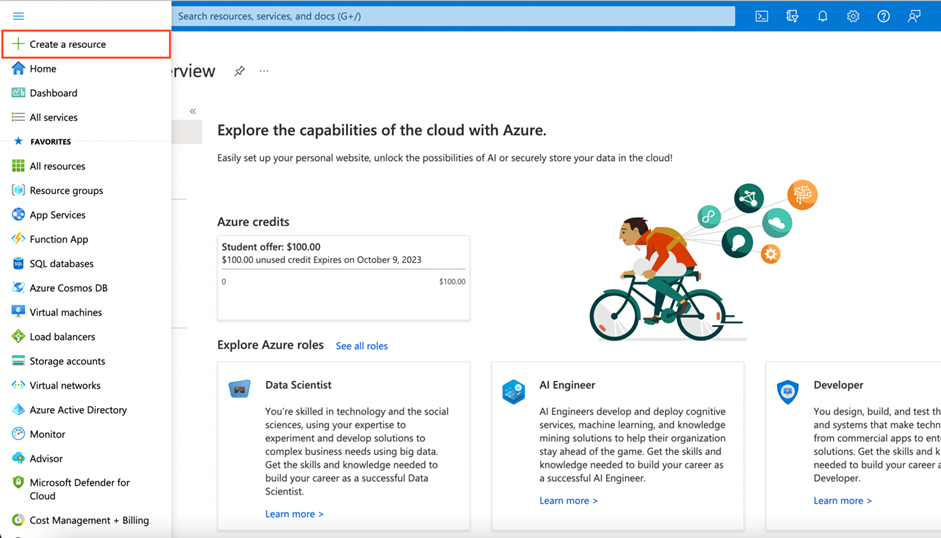 Search resources, services, and docs (G+/)
Create a resource
Home
Dashboard
All services
FAVORITES
All resources
Resource groups
App Services
Function App
SQL databases
Azure Cosmos DB
Virtual machines
Load balancers
Storage accounts
Virtual networks
Azure Active Directory
Monitor
Advisor
Microsoft Defender for
Cloud
Cost Management + Billing
rview
Explore the capabilities of the cloud with Azure.
Easily set up your personal website, unlock the possibilities of AI or securely store your data in the cloud!
Azure credits
Student offer: $100.00
$100.00 unused credit Expires on October 9, 2023
0 $100.00
Explore Azure roles See all roles
Data Scientist
You're skilled in technology and the social
sciences, using your expertise to
experiment and develop solutions to
complex business needs using big data.
Get the skills and knowledge needed to
build your career as a successful Data
Scientist.
Learn more >
AI Engineer
AI Engineers develop and deploy cognitive
services, machine learning, and knowledge
mining solutions to help their organization
stay ahead of the game. Get the skills and
knowledge needed to build your career as
a successful AI Engineer.
Learn more >
Developer
You design, build, and test th
and systems that make techn
from commercial apps to ente
solutions. Get the skills and k
needed to build your career a
Developer.
Learn more >